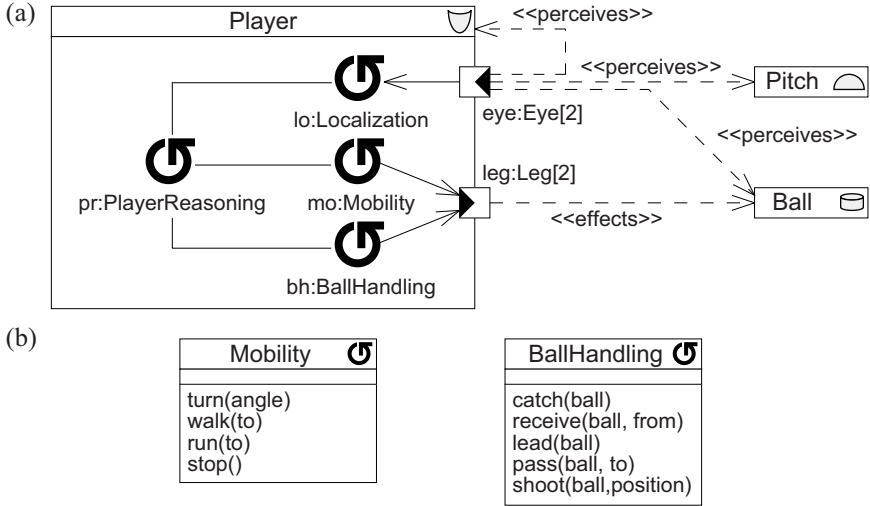 (a)
Player
<<perceives>>
<<perceives>>
Pitch
lo:Localization
eye:Eye[2]
<<perceives>>
leg:Leg[2]
pr:PlayerReasoning
mo:Mobility
Ball
<<effects>>
bh:BallHandling
(b)
Mobility
turn(angle)
walk(to)
run(to)
stop()
BallHandling
catch(ball)
receive(ball, from)
lead(ball)
pass(ball, to)
shoot(ball,position)